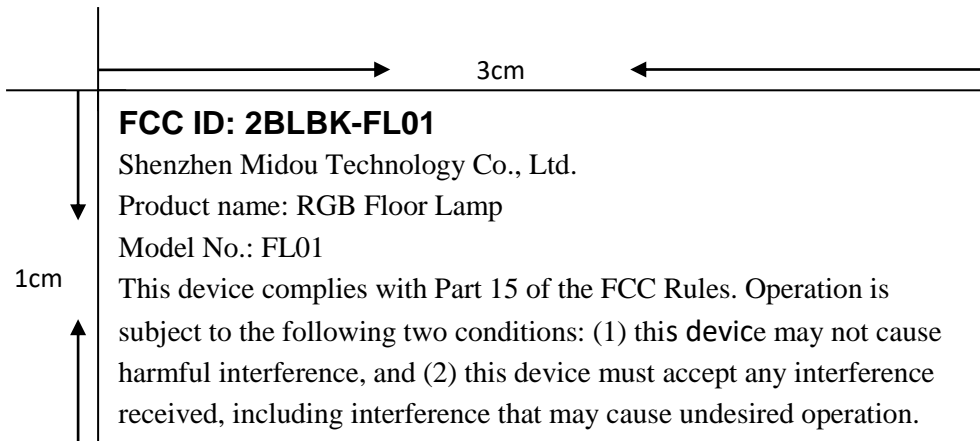 3cm
FCC ID: 2BLBK-FL01
Shenzhen Midou Technology Co., Ltd.
Product name: RGB Floor Lamp
Model No.: FL01
1cm
This device complies with Part 15 of the FCC Rules. Operation is
subject to the following two conditions: (1) this device may not cause
harmful interference, and (2) this device must accept any interference
received, including interference that may cause undesired operation.